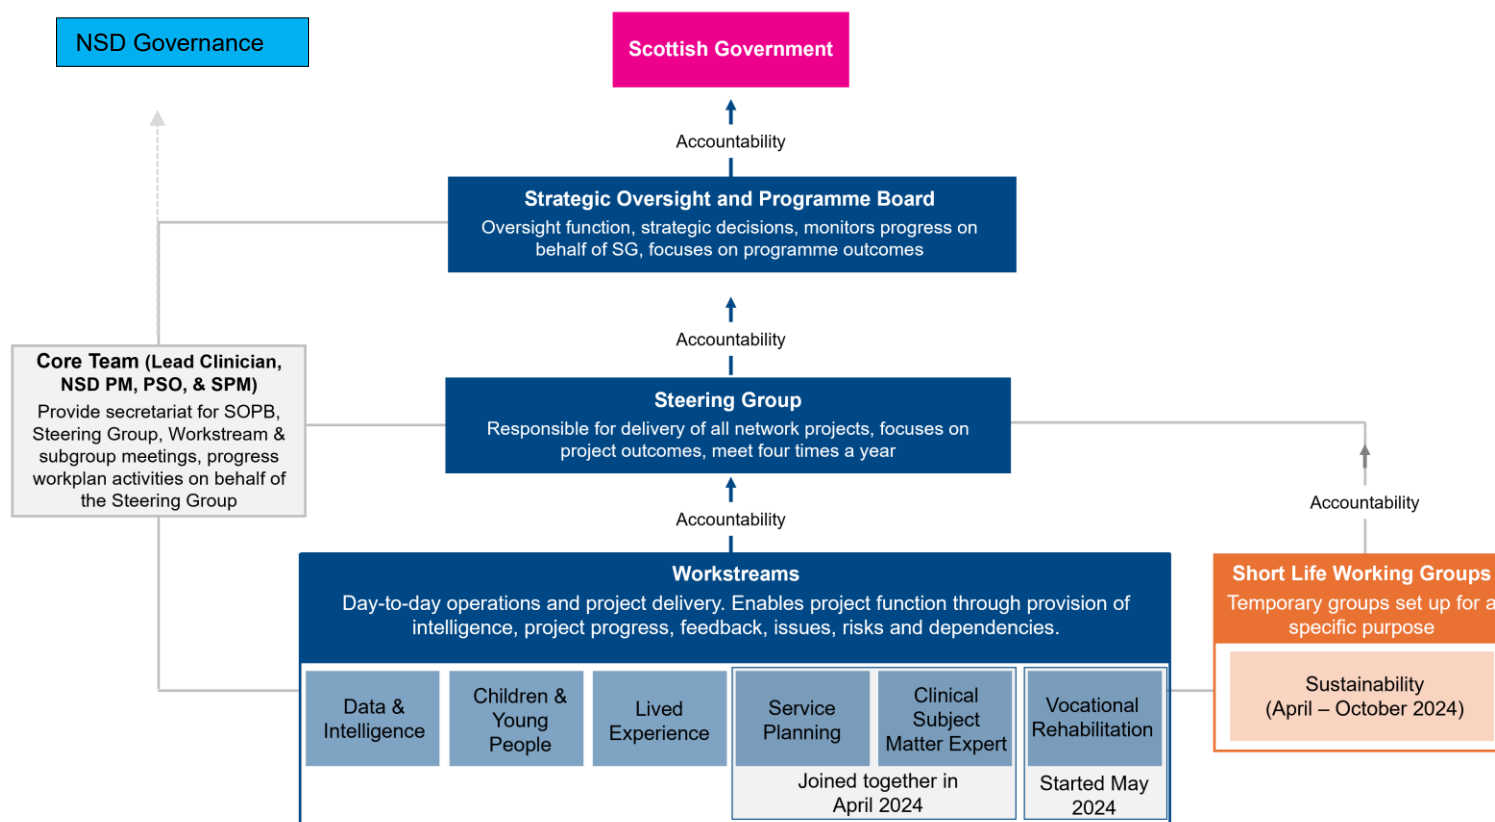 NSD Governance
Scottish Government
Accountability
Strategic Oversight and Programme Board
Oversight function, strategic decisions, monitors progress on
behalf of SG, focuses on programme outcomes
Accountability
Core Team (Lead Clinician,
NSD PM, PSO, & SPM)
Provide secretariat for SOPB,
Steering Group, Workstream &
subgroup meetings, progress
workplan activities on behalf of
the Steering Group
Steering Group
Responsible for delivery of all network projects, focuses on
project outcomes, meet four times a year
Accountability
Accountability
Workstreams
Day-to-day operations and project delivery. Enables project function through provision of
intelligence, project progress, feedback, issues, risks and dependencies.
Data &
Intelligence
Children &
Young
People
Lived
Experience
Service
Planning
Clinical
Subject
Matter Expert
Joined together in
April 2024
Vocational
Rehabilitation
Started May
2024
Short Life Working Groups
Temporary groups set up for a
specific purpose
Sustainability
(April – October 2024)